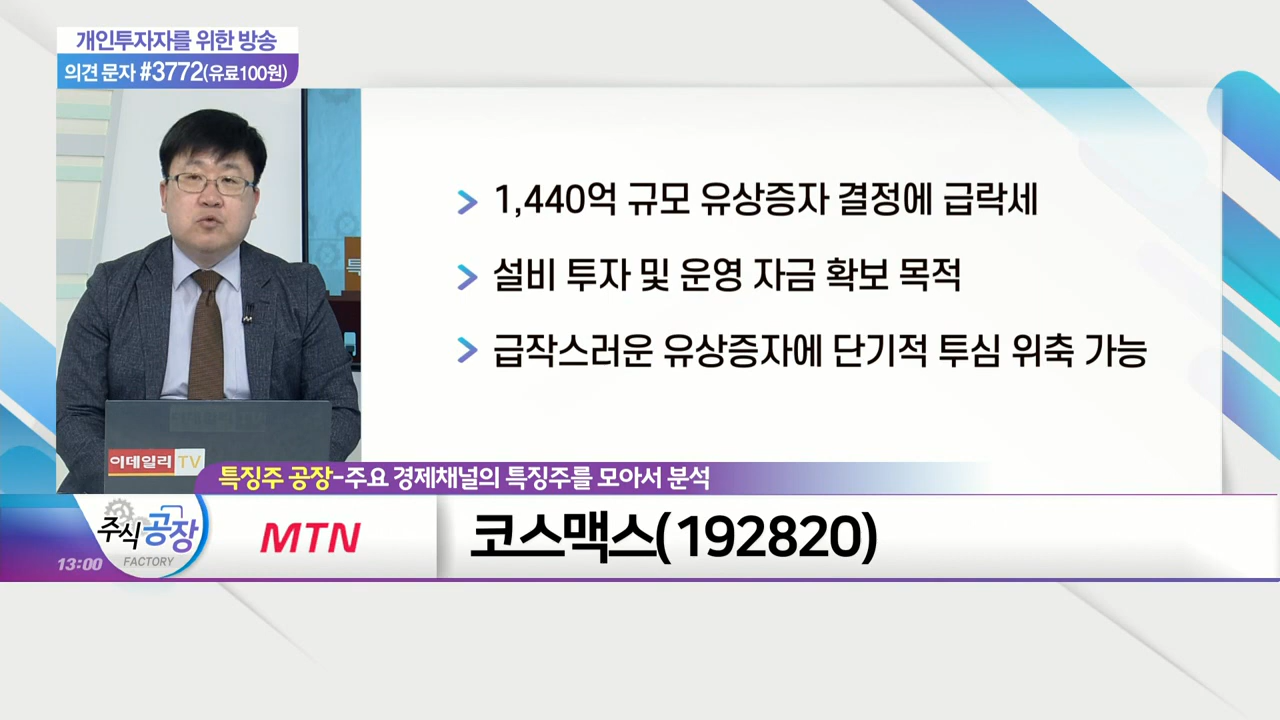 개인투자자를 위한 방송
의견 문자 #3772(유료100원)
1,440억 규모 유상증자 결정에 급락세
설비 투자 및 운영 자금 확보 목적
급작스러운 유상증자에 단기적 투심 위축 가능
특
이데일리 TV
특징주 공장-주요 경제채널의 특징주를 모아서 분석
주식공장
FACTORY
13:00
MTN
코스맥스(192820)